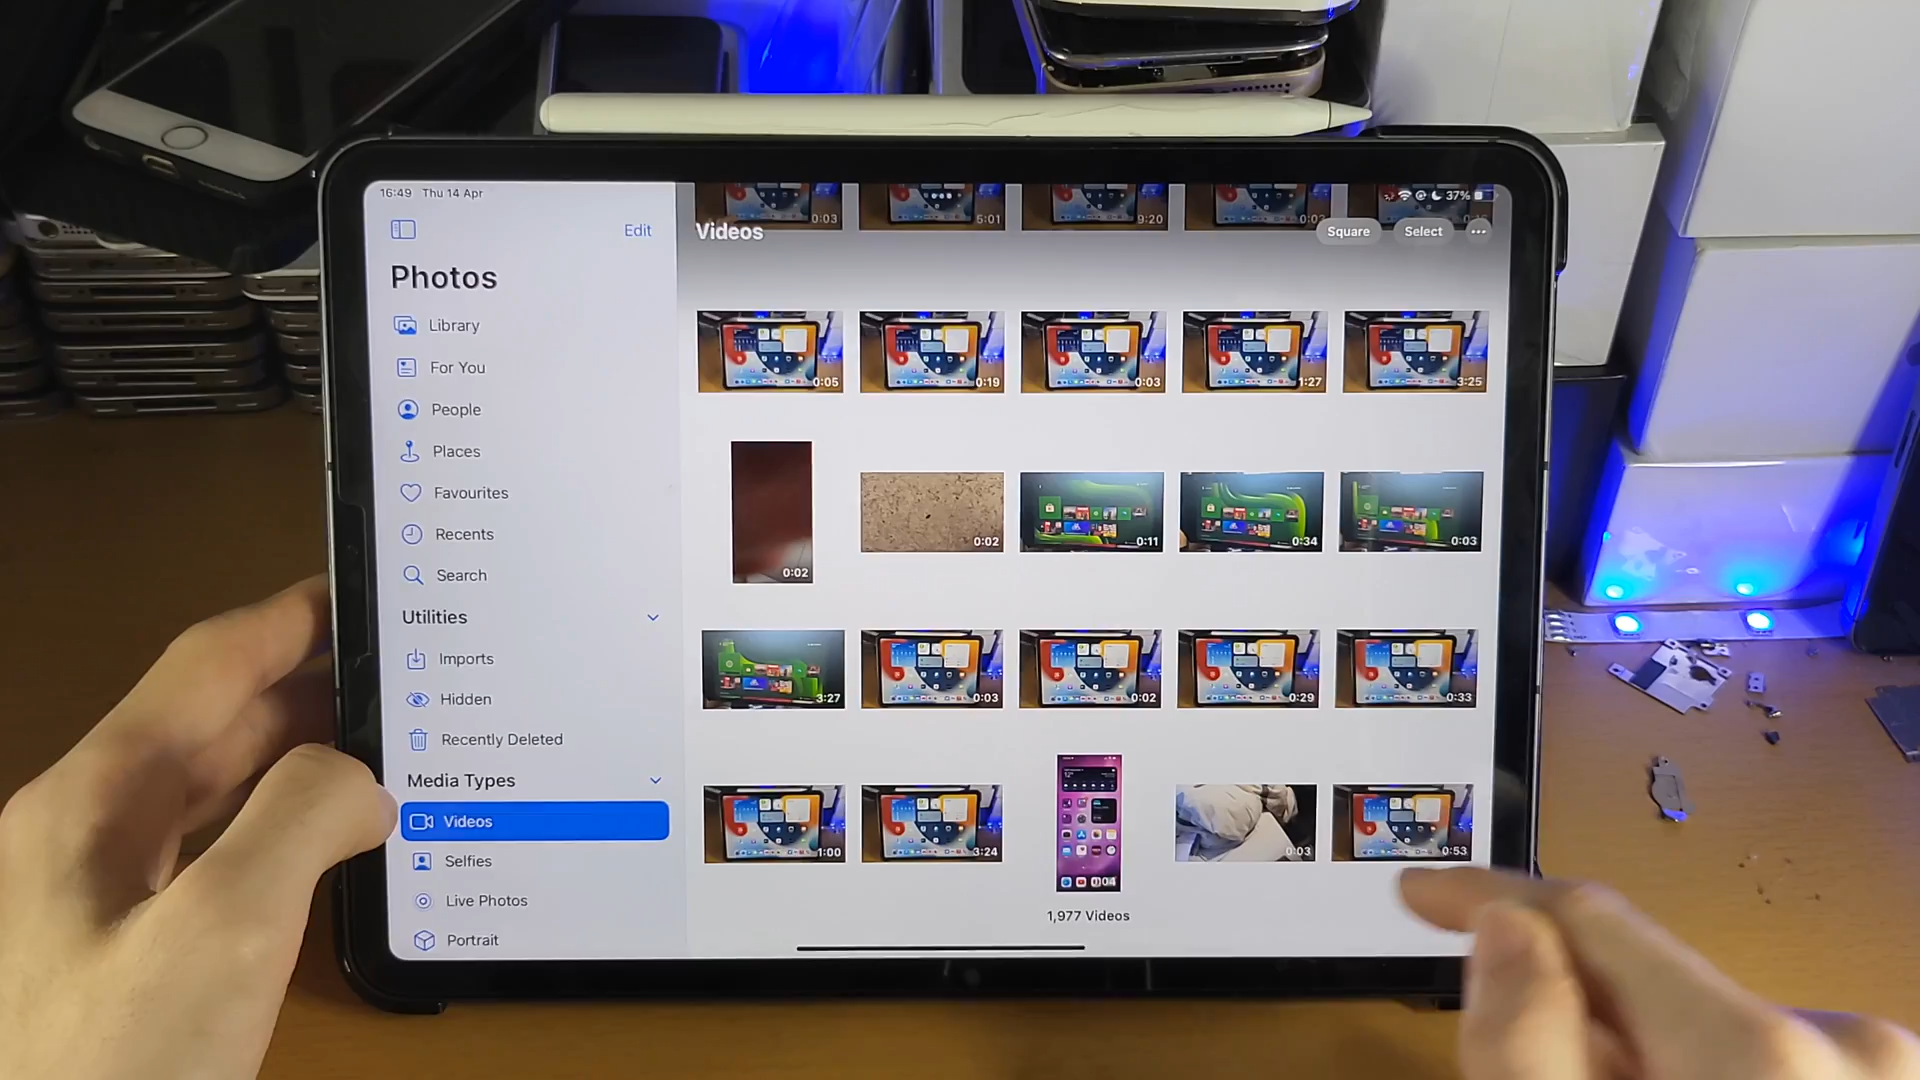 16:49 Thu 14 Apr
37%
Edit
Photos
Library
For You
People
Places
Favourites
Recents
Search
Utilities
Imports
Hidden
Recently Deleted
Media Types
Videos
Selfies
Live Photos
Portrait
0:03 5:01 9:20 0:03
Videos
Square Select
0:05 0:19 0:03 1:27 3:25
0:02 0:02 0:11 0:34 0:03
3:27 0:03 0:02 0:29 0:33
1:00 3:24 0:04 0:03 0:53
1,977 Videos